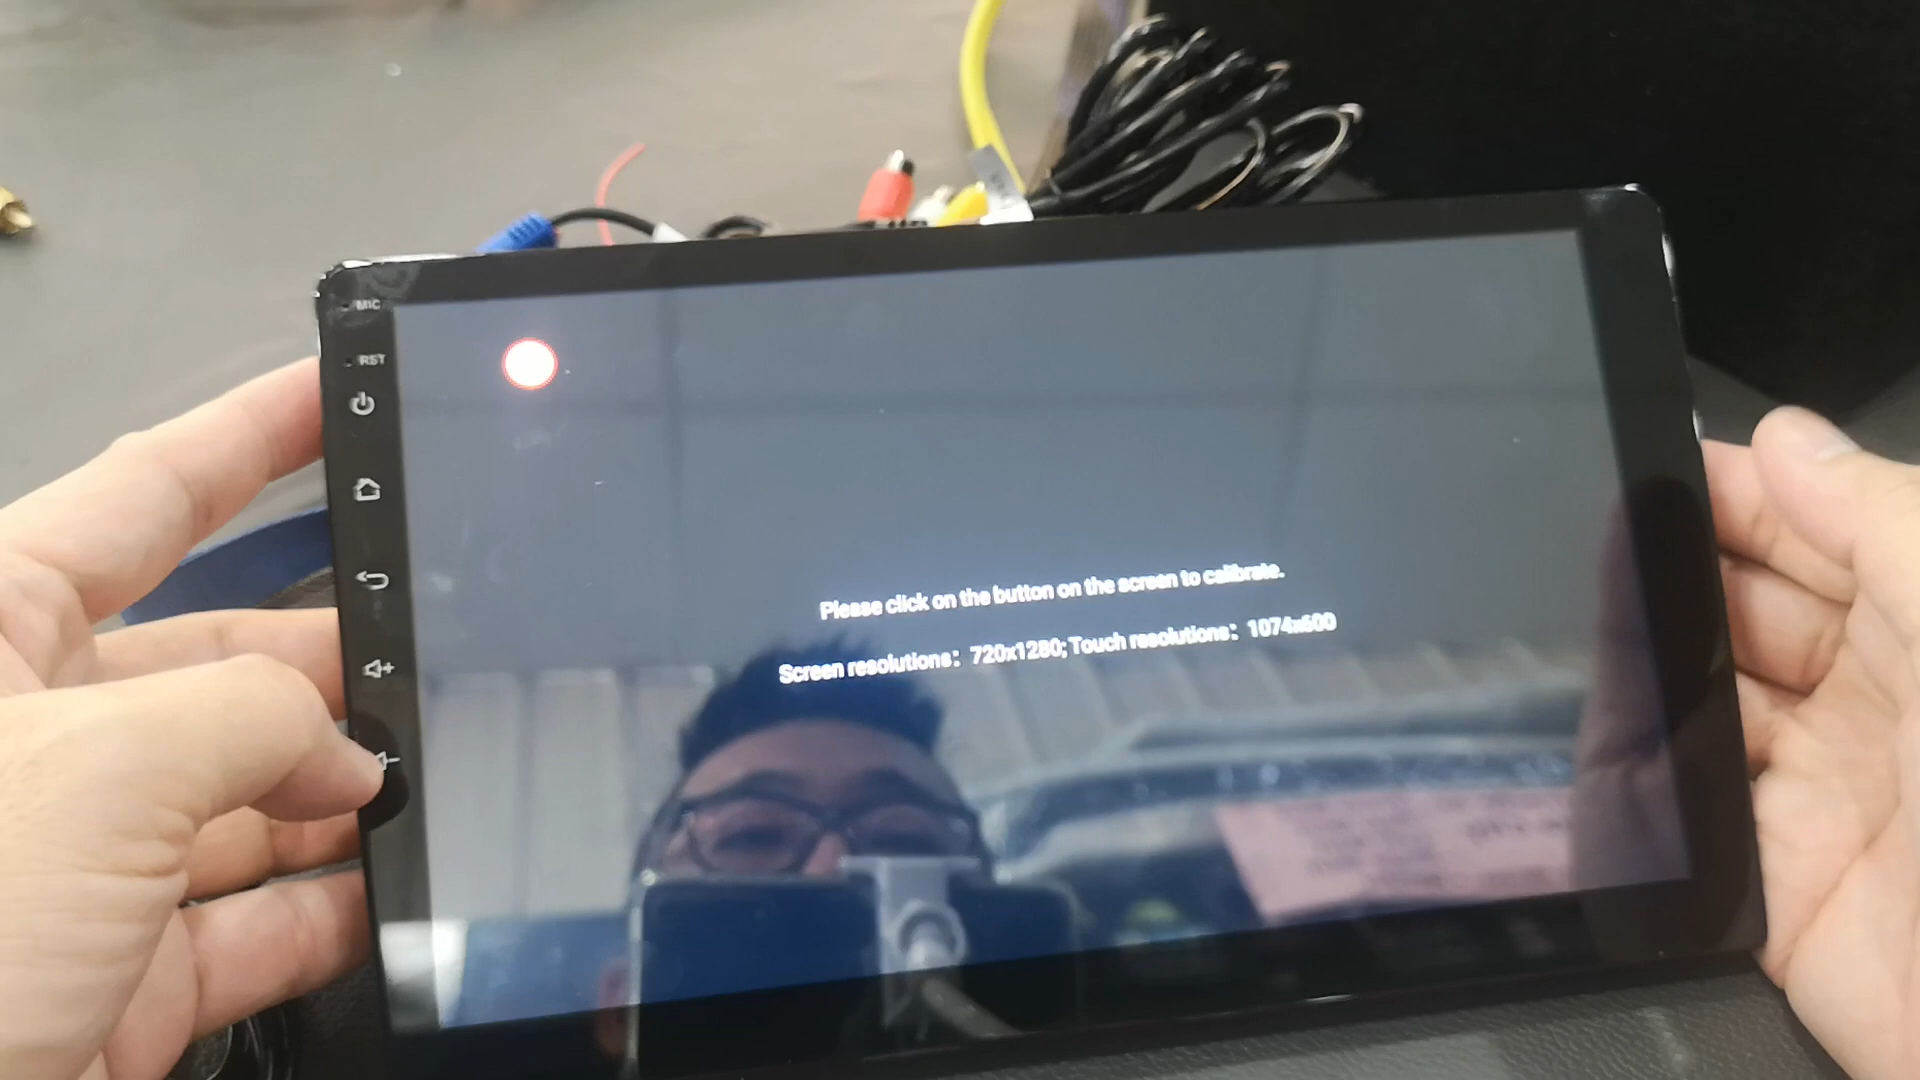 MIC
RST
Please click on the button on the screen to calibrate.
Screen resolutions: 720x1280; Touch resolutions: 1074x600